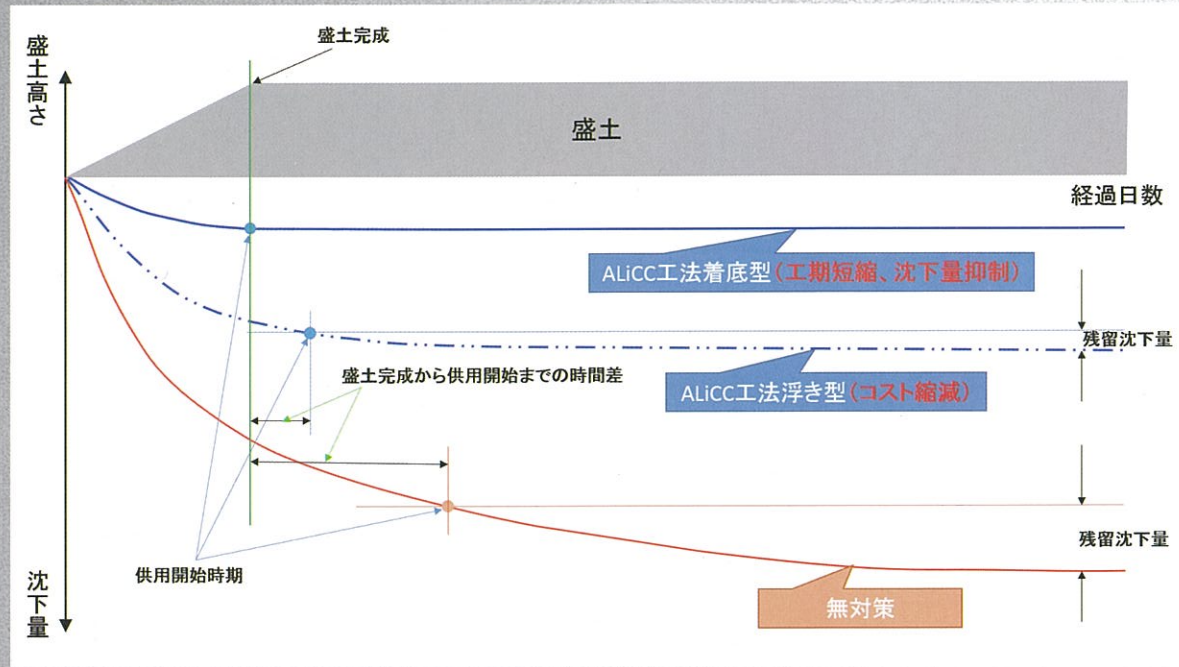 盛土完成
盛土高さ
盛土
経過日数
ALiCC工法着底型(工期短縮、沈下量抑制)
残留沈下量
盛土完成から供用開始までの時間差
ALiCC工法浮き型(コスト縮減)
残留沈下量
供用開始時期
沈下量
無対策